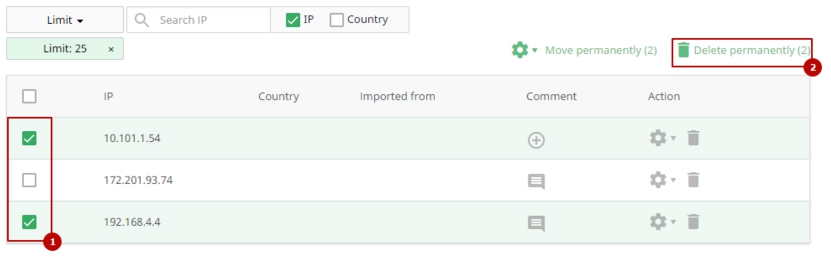 Limit Search IP IP Country
Limit: 25 × Move permanently (2) Delete permanently (2)
2
IP Country Imported from Comment Action
10.101.1.54
172.201.93.74
192.168.4.4
1